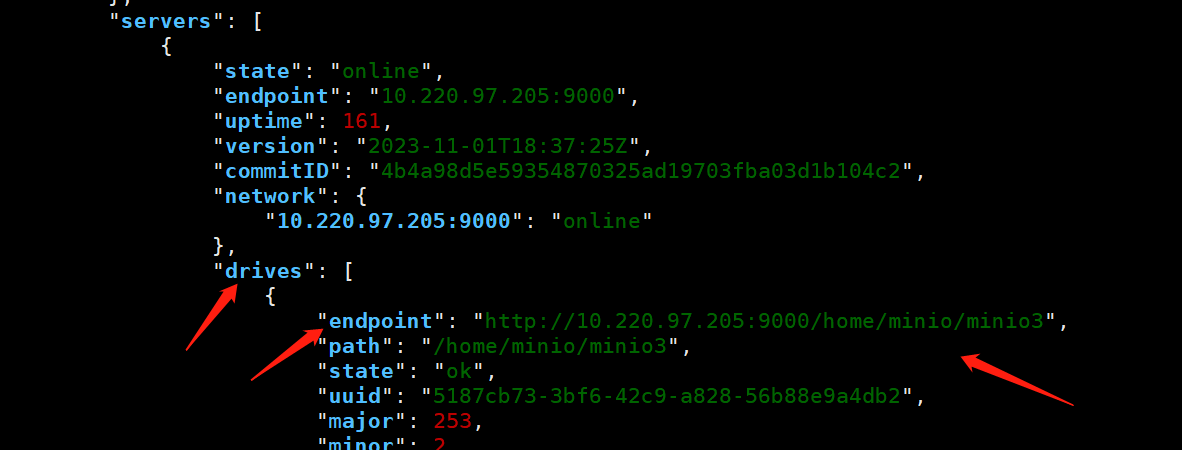 },
"servers": [
{
"state": "online",
"endpoint": "10.220.97.205:9000",
"uptime": 161,
"version": "2023-11-01T18:37:25Z",
"commitID": "4b4a98d5e59354870325ad19703fba03d1b104c2",
"network": {
"10.220.97.205:9000": "online"
},
"drives": [
{
"endpoint": "http://10.220.97.205:9000/home/minio/minio3",
"path": "/home/minio/minio3",
"state": "ok",
"uuid": "5187cb73-3bf6-42c9-a828-56b88e9a4db2",
"major": 253,
"minor": 2